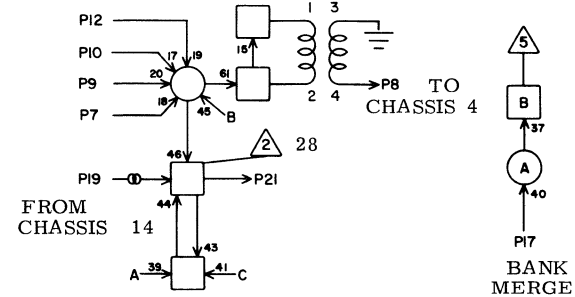 P12
1 3
P10
17 19
15
P9
20
61
P7
18
45
B
2 4
P8 TO
CHASSIS 4
46
2 28
P19
P21
44
FROM
CHASSIS 14
43
A 39
41 C
5
B
37
A
40
P17
BANK
MERGE